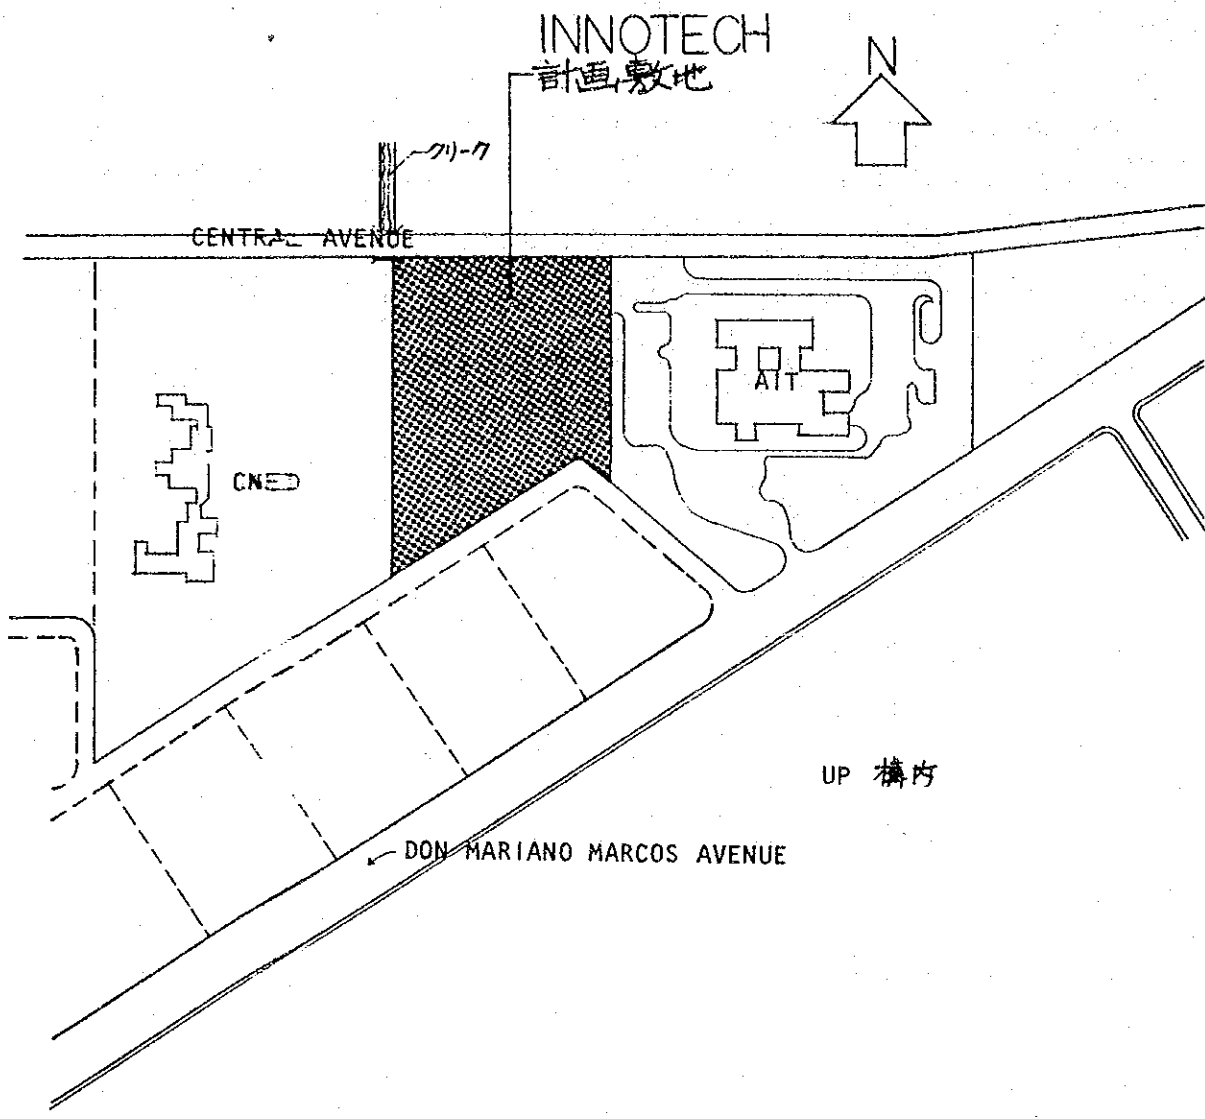 INNOTECH
計画敷地
N
クリーク
CENTRAL AVENUE
AIT
UP 構内
DON MARIANO MARCOS AVENUE